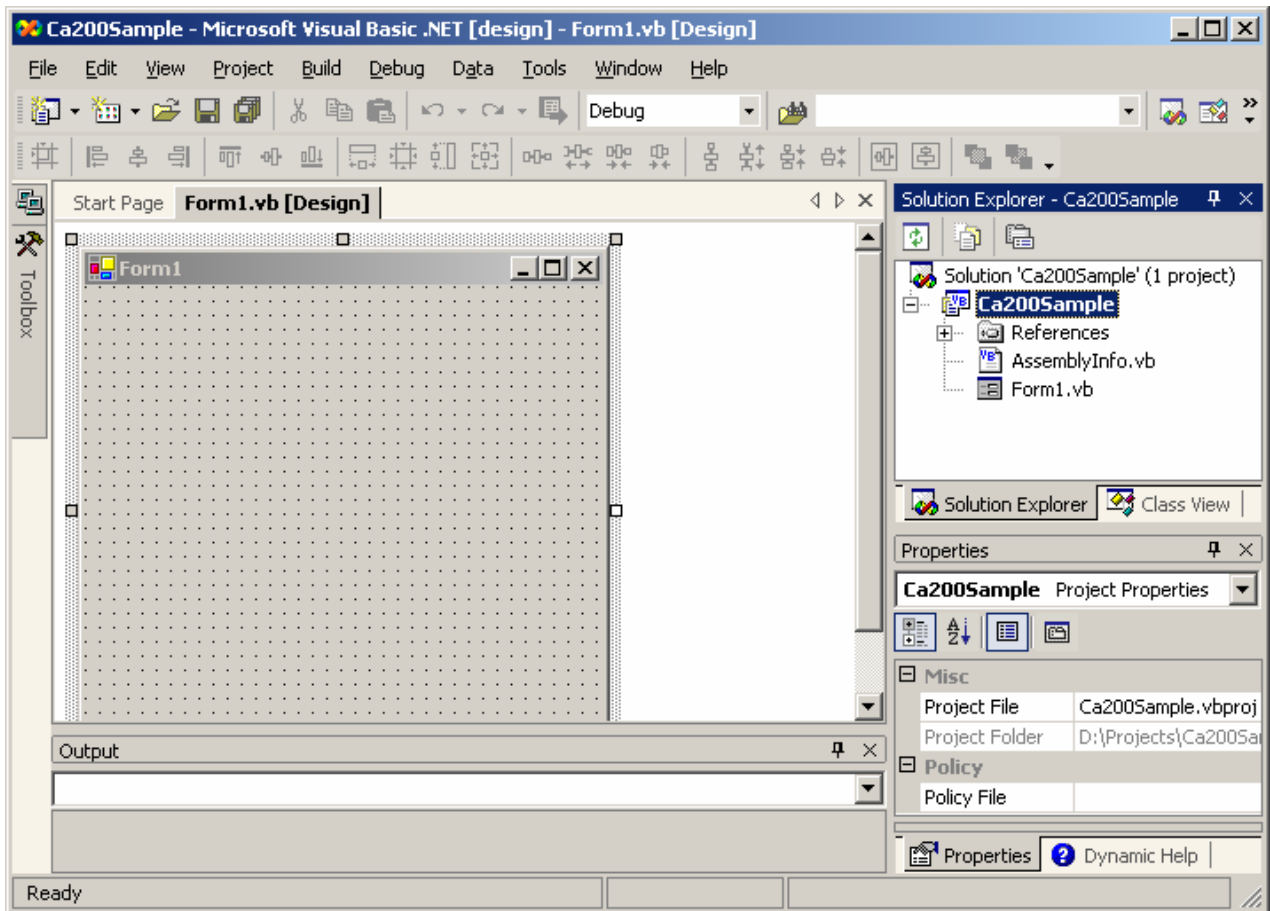 Ca200Sample - Microsoft Visual Basic .NET [design] - Form1.vb [Design]
File Edit View Project Build Debug Data Tools Window Help
Debug
Start Page Form1.vb [Design]
Toolbox
Form1
Solution Explorer - Ca200Sample
Solution 'Ca200Sample' (1 project)
Ca200Sample
References
AssemblyInfo.vb
Form1.vb
Solution Explorer Class View
Properties
Ca200Sample Project Properties
Misc
Project File Ca200Sample.vbproj
Project Folder D:\Projects\Ca200Sa
Policy
Policy File
Properties Dynamic Help
Output
Ready